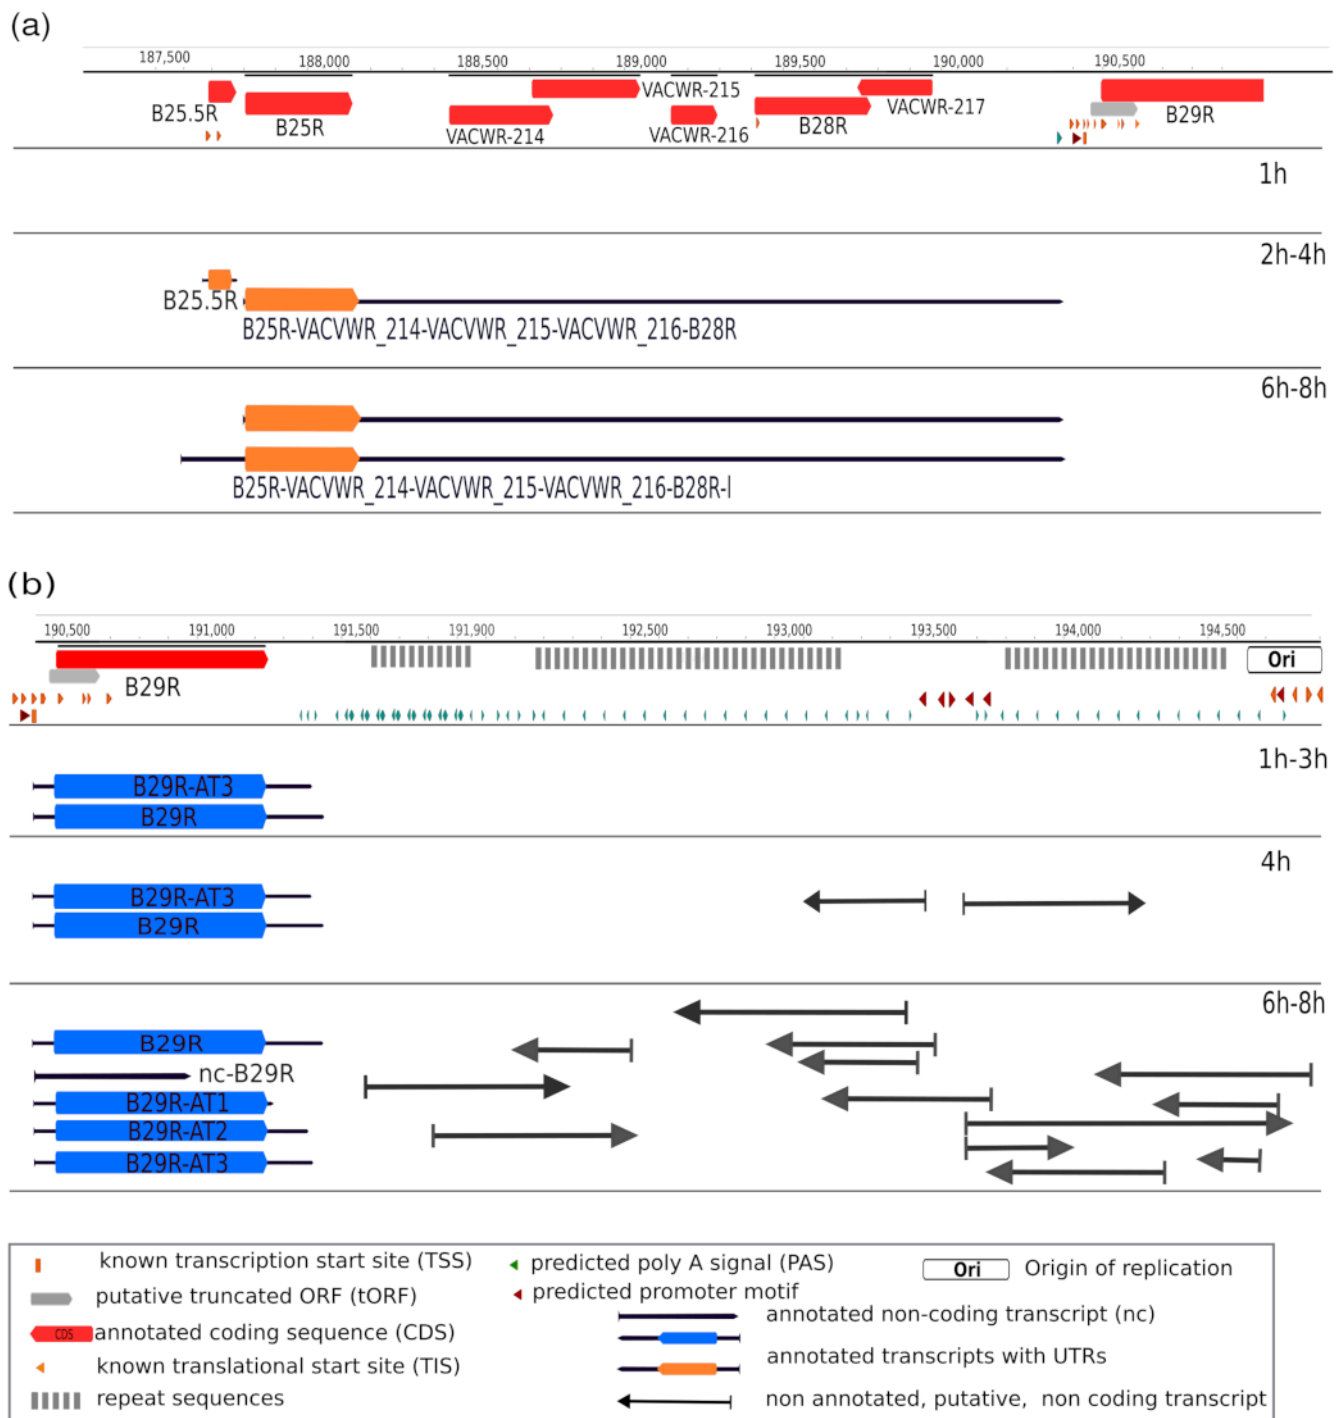 (a)
187,500 188,000 188,500 189,000 189,500 190,000 190,500
B25.5R B25R VACWR-214 VACWR-215 VACWR-216 B28R VACWR-217 B29R
1h
2h-4h
B25.5R
B25R-VACVWR_214-VACVWR_215-VACVWR_216-B28R
6h-8h
B25R-VACVWR_214-VACVWR_215-VACVWR_216-B28R-l
(b)
190,500 191,000 191,500 191,900 192,500 193,000 193,500 194,000 194,500
Ori
B29R
1h-3h
B29R-AT3
B29R
4h
B29R-AT3
B29R
6h-8h
B29R
nc-B29R
B29R-AT1
B29R-AT2
B29R-AT3
known transcription start site (TSS)
putative truncated ORF (tORF)
CDS annotated coding sequence (CDS)
known translational start site (TIS)
repeat sequences
predicted poly A signal (PAS)
predicted promoter motif
Ori Origin of replication
annotated non-coding transcript (nc)
annotated transcripts with UTRs
non annotated, putative, non coding transcript